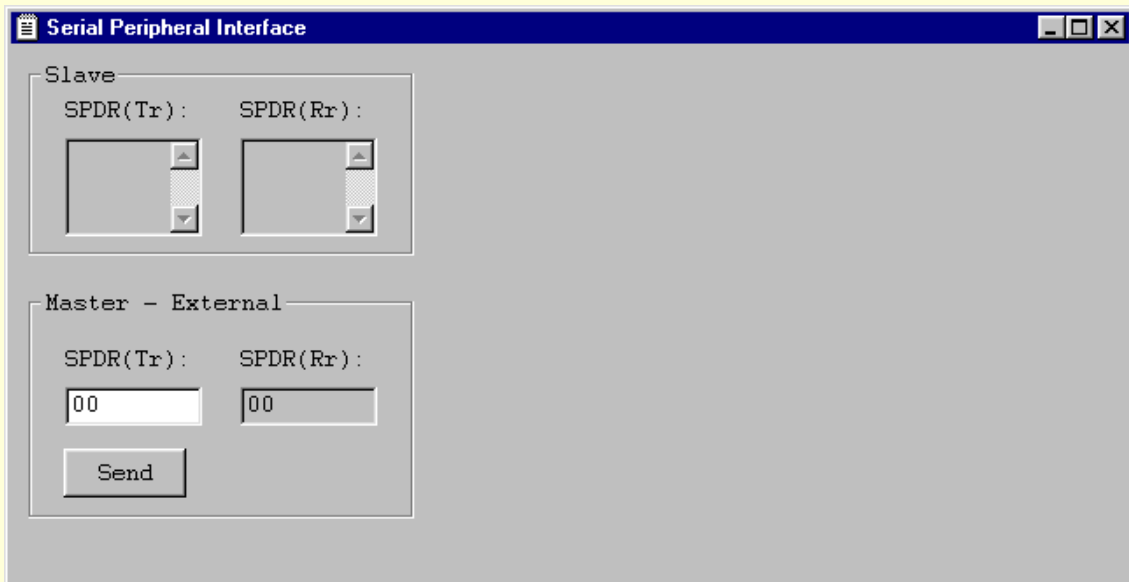 Serial Peripheral Interface
Slave
SPDR(Tr): SPDR(Rr):
Master - External
SPDR(Tr): SPDR(Rr):
00 00
Send